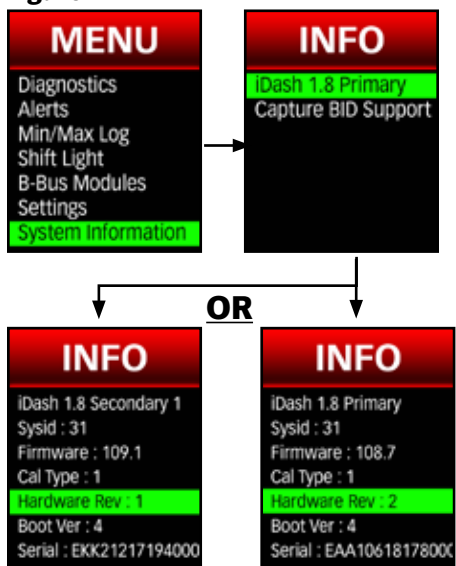 MENU
Diagnostics
Alerts
Min/Max Log
Shift Light
B-Bus Modules
Settings
System Information
INFO
iDash 1.8 Primary
Capture BID Support
OR
INFO
iDash 1.8 Secondary 1
Sysid : 31
Firmware : 109.1
Cal Type : 1
Hardware Rev : 1
Boot Ver : 4
Serial : EKK21217194000
INFO
iDash 1.8 Primary
Sysid : 31
Firmware : 108.7
Cal Type : 1
Hardware Rev : 2
Boot Ver : 4
Serial : EAA10618178000